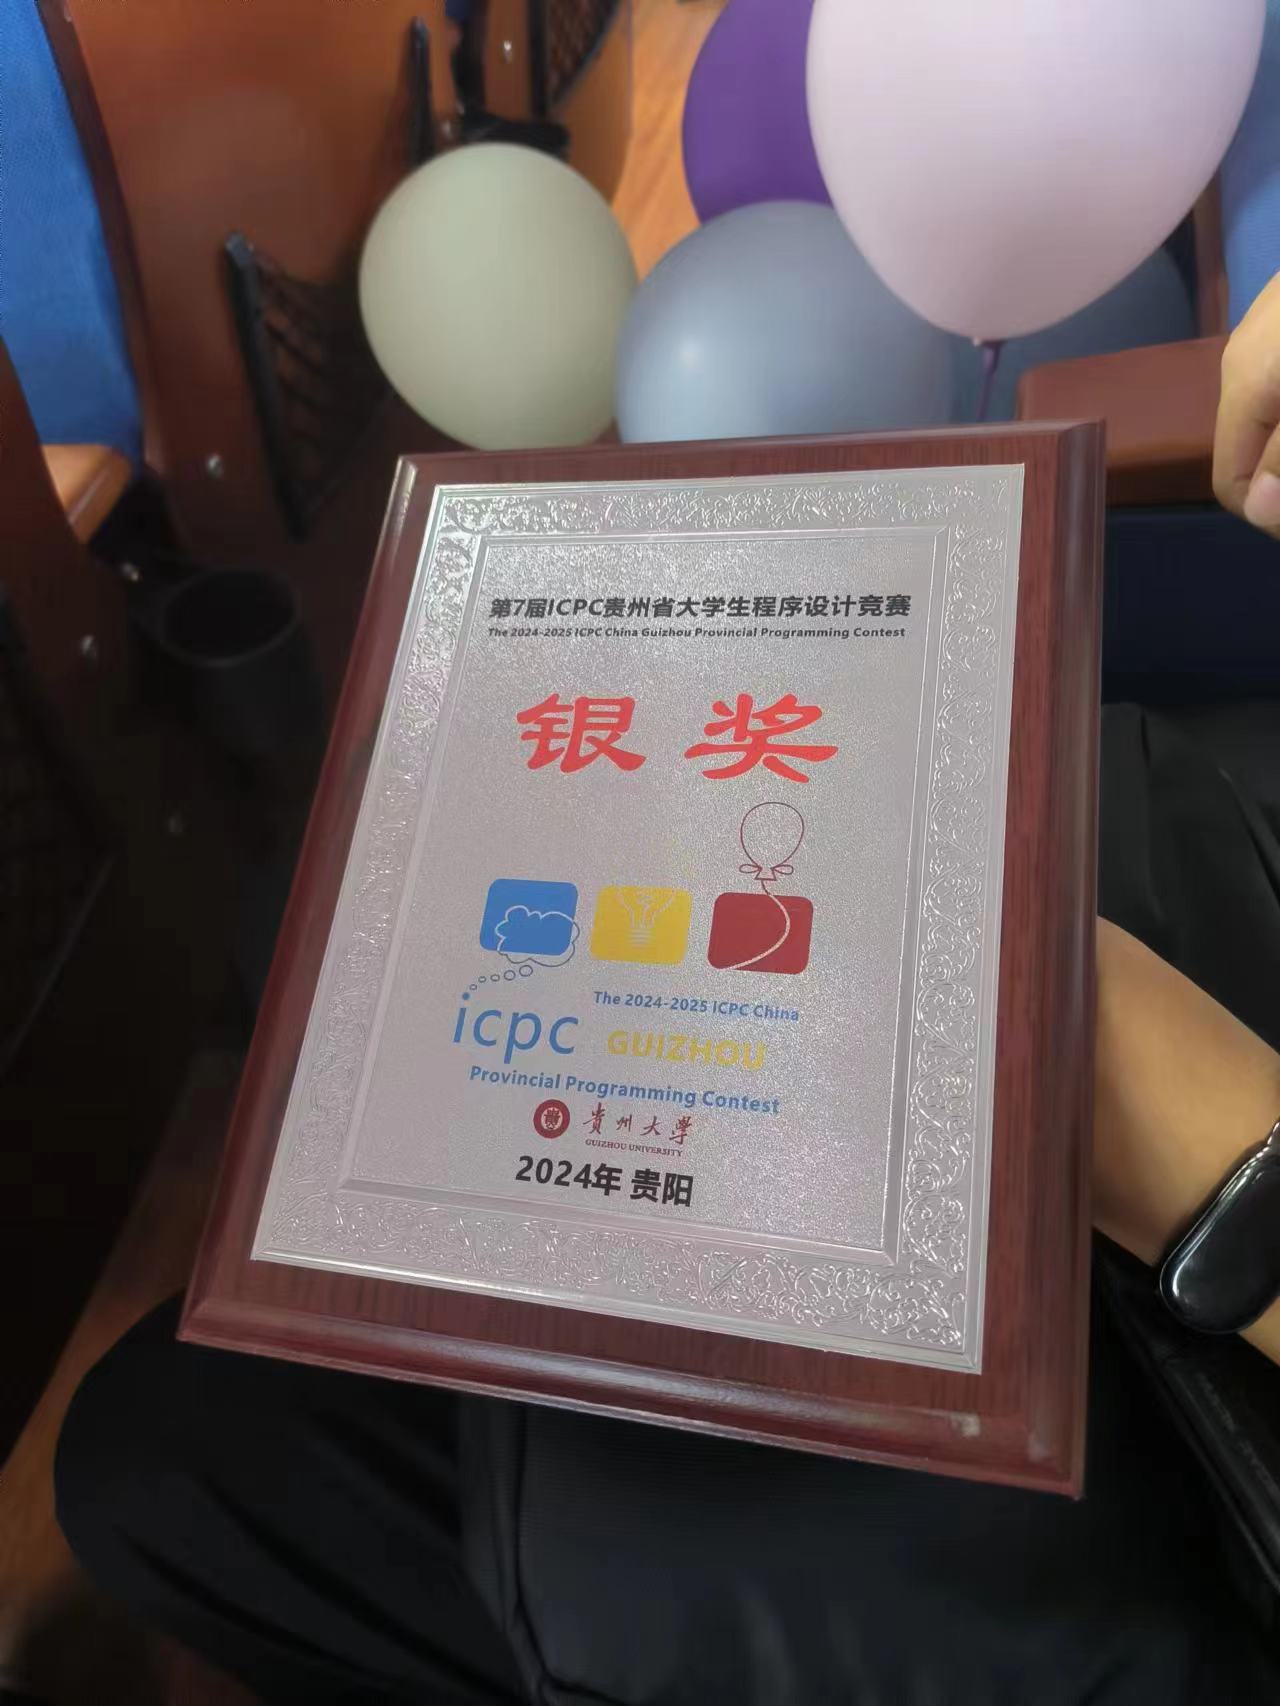 第7届ICPC贵州省大学生程序设计竞赛
The 2024-2025 ICPC China Guizhou Provincial Programming Contest
银奖
The 2024-2025 ICPC China
icpc GUIZHOU
Provincial Programming Contest
貴州大學
GUIZHOU UNIVERSITY
2024年 贵阳